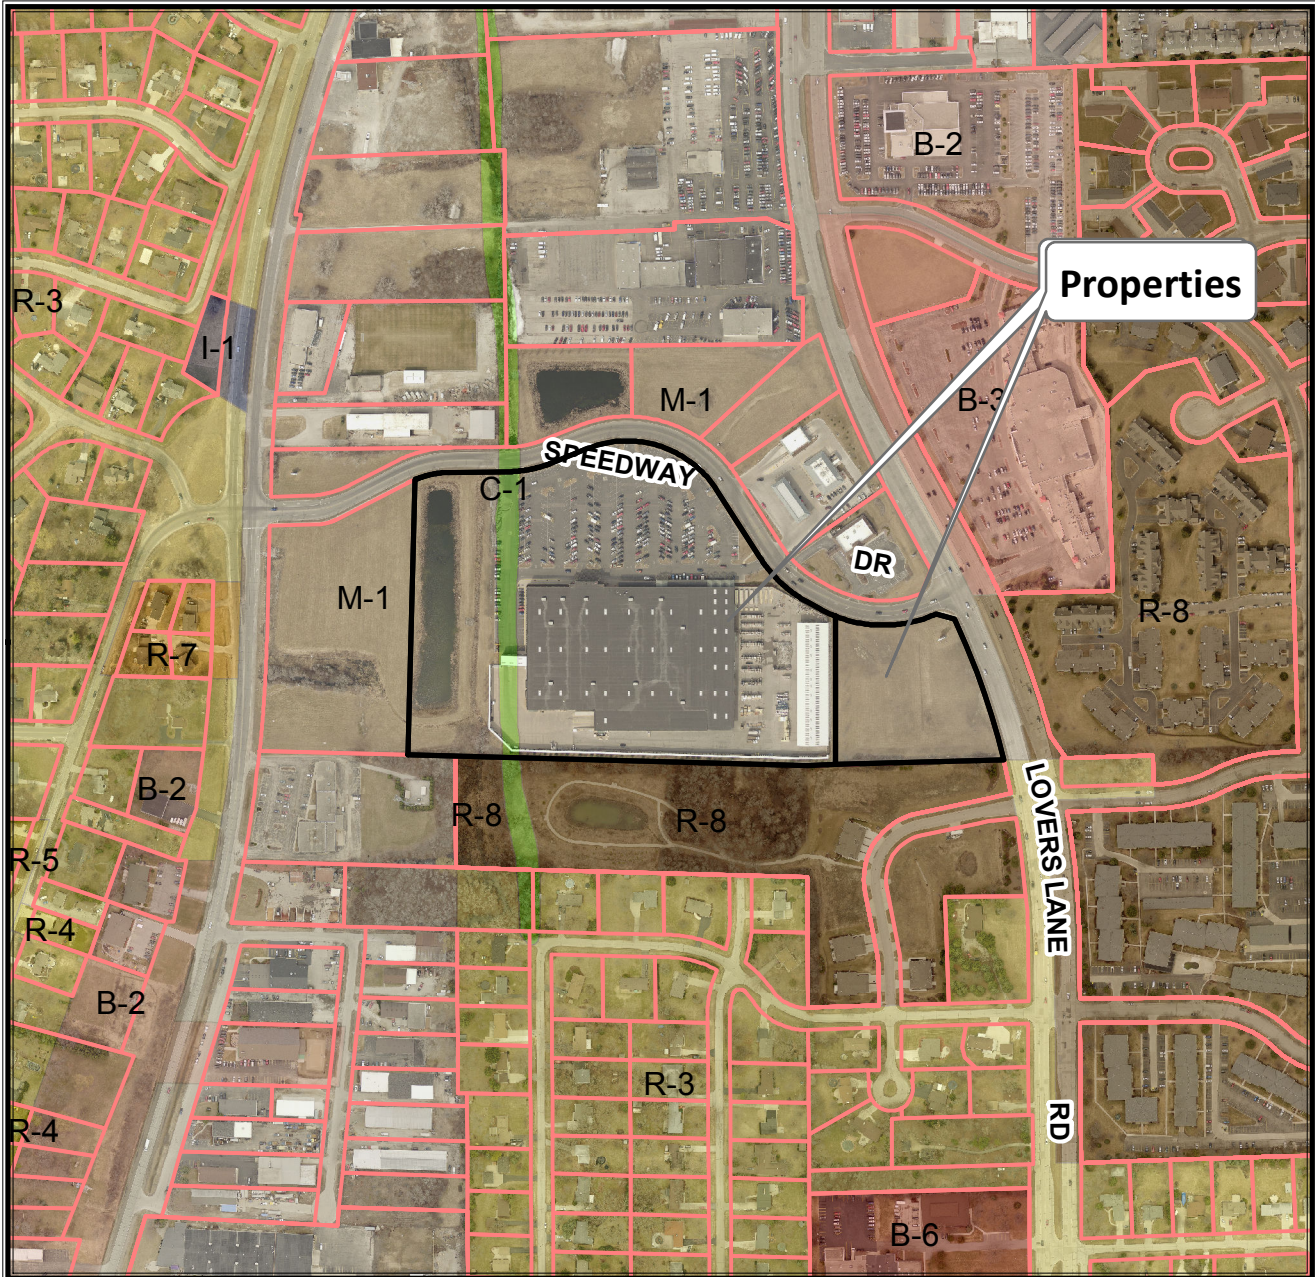 B-2
Properties
R-3
I-1
M-1
B-3
SPEEDWAY
C-1
DR
M-1
R-8
R-7
B-2
R-8
R-8
LOVERS LANE
R-5
R-4
B-2
R-3
RD
R-4
B-6